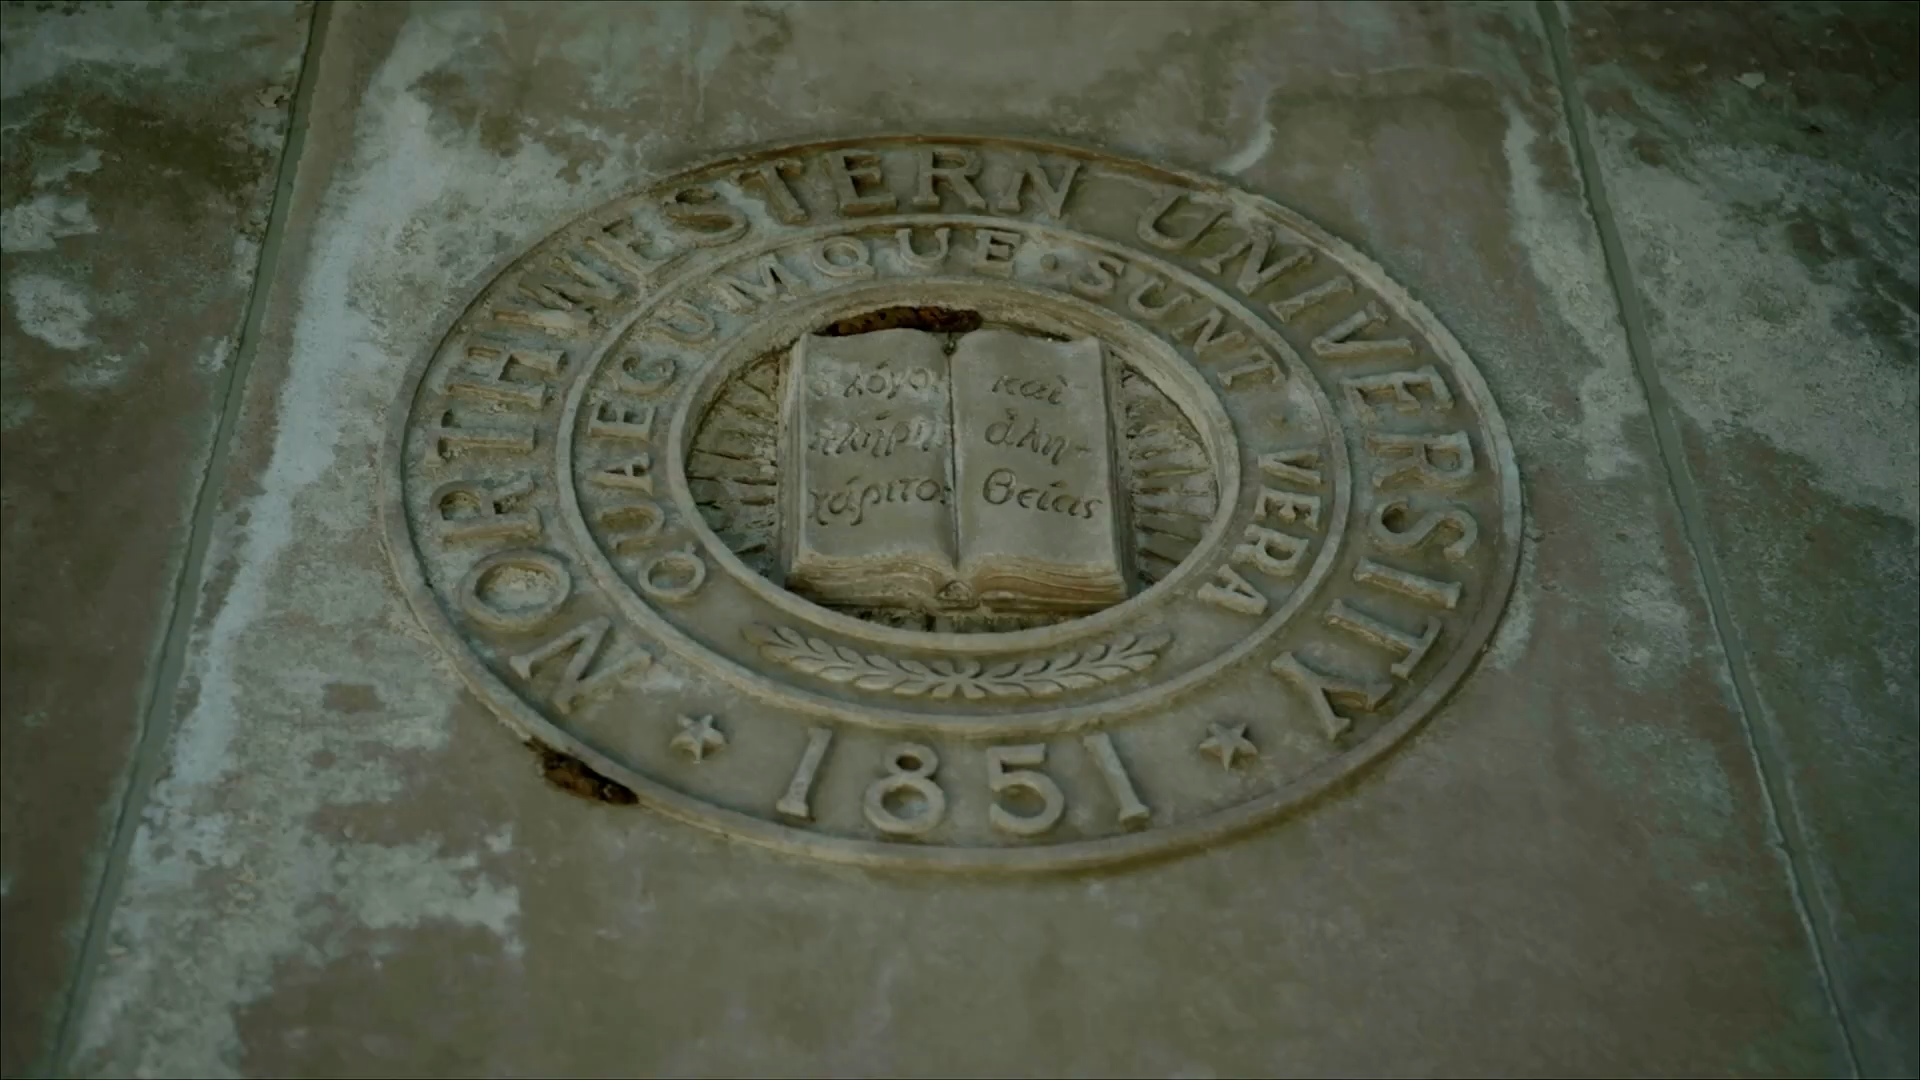 NORTHWESTERN UNIVERSITY
QUAECUMQUE · SUNT · VERA
ὁ λόγος
πλήρης
χάριτος
καὶ
ἀλη-
θείας
1851